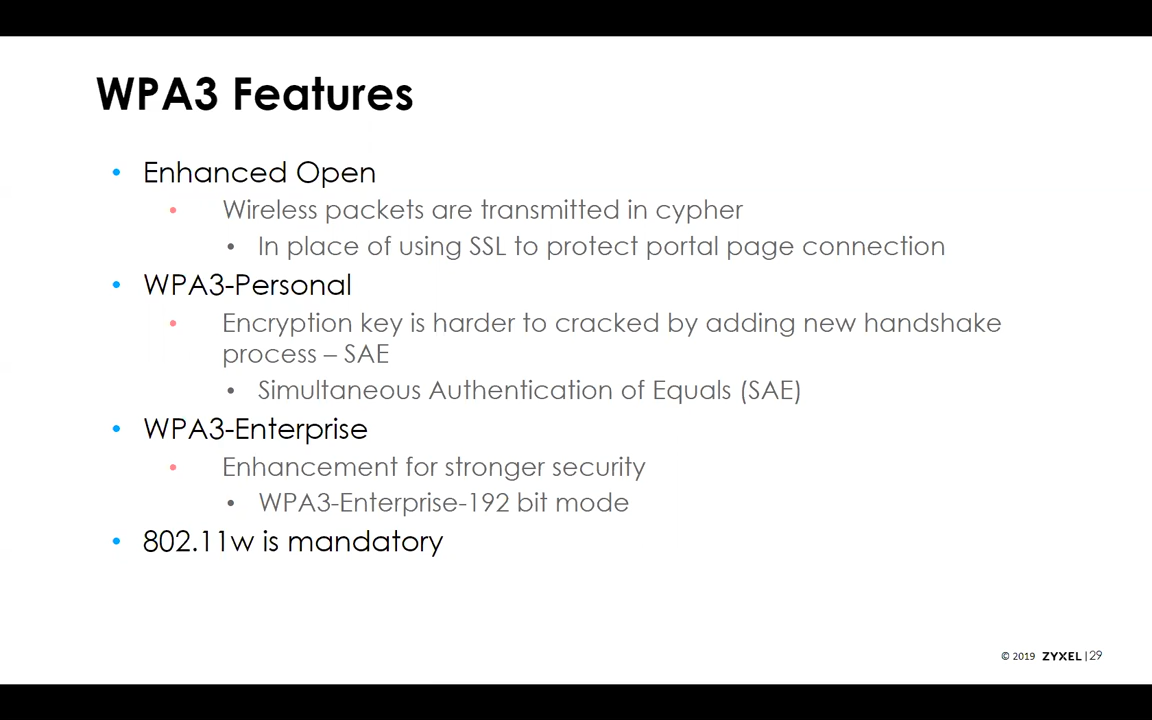 WPA3 Features
• Enhanced Open
• Wireless packets are transmitted in cypher
• In place of using SSL to protect portal page connection
• WPA3-Personal
• Encryption key is harder to cracked by adding new handshake
process – SAE
• Simultaneous Authentication of Equals (SAE)
• WPA3-Enterprise
• Enhancement for stronger security
• WPA3-Enterprise-192 bit mode
• 802.11w is mandatory
© 2019 ZYXEL | 29